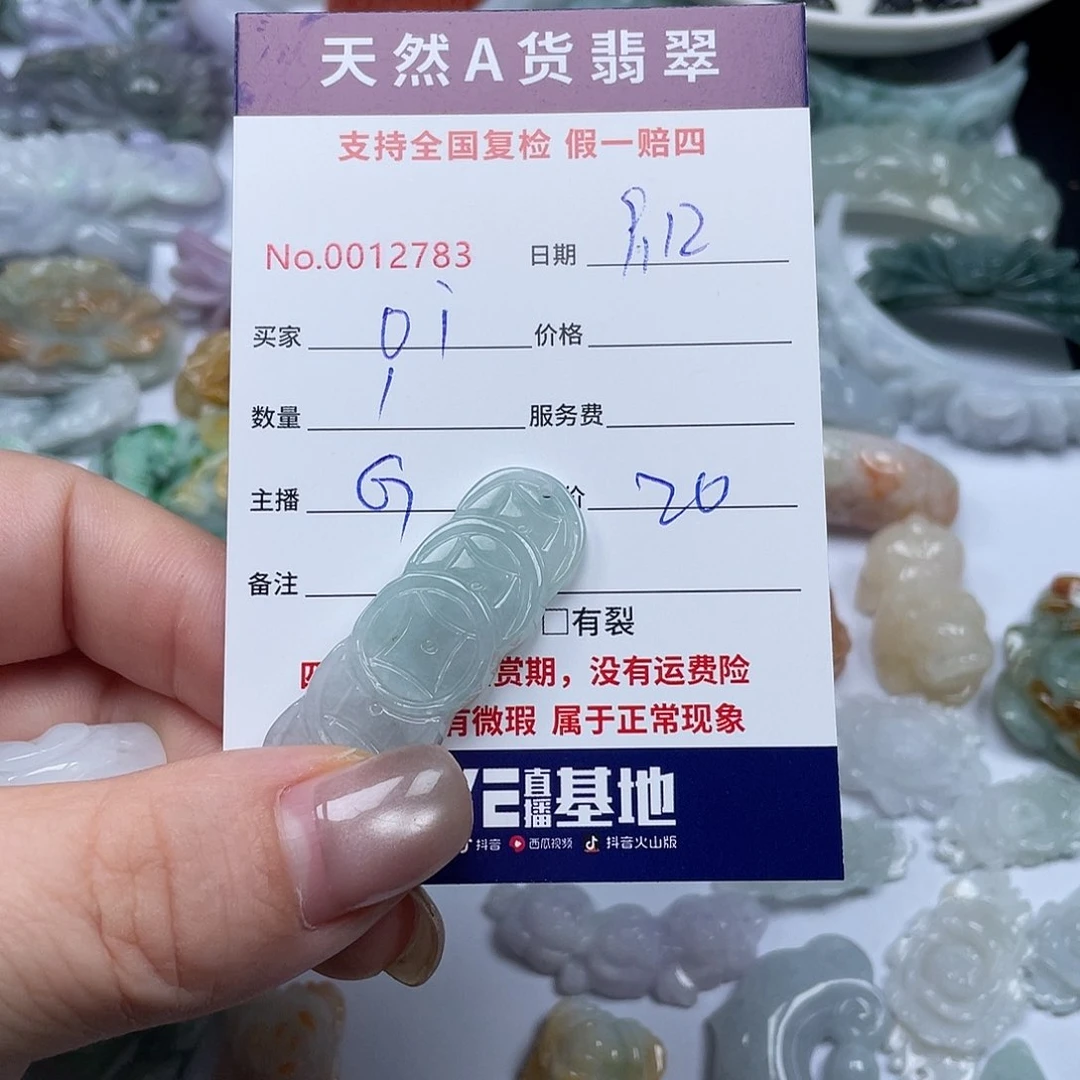 天然A货翡翠
支持全国复检 假一赔四
No.0012783 日期 12
买家 01 价格
数量 1 服务费
主播 G 价 20
备注
□有裂
赏期，没有运费险
有微瑕 属于正常现象
直播基地
抖音 西瓜视频 抖音火山版